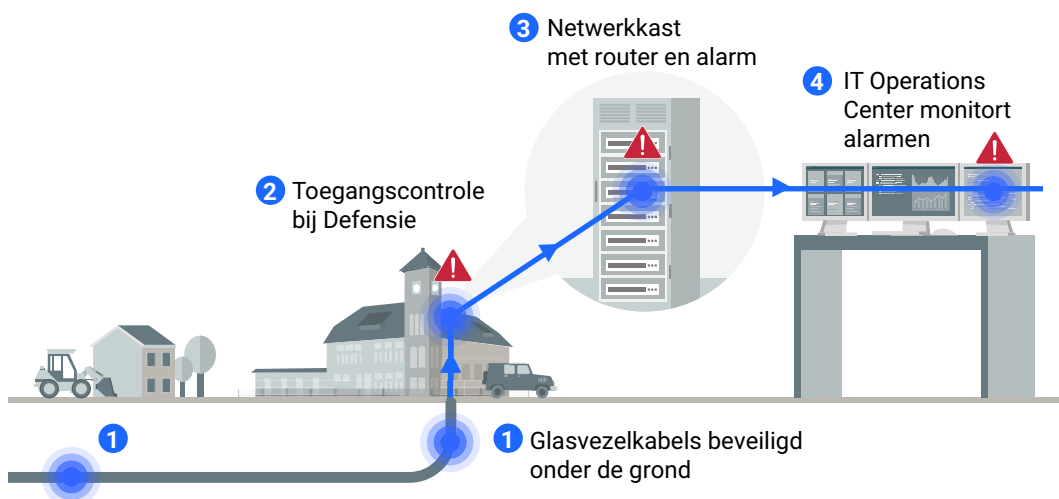 3 Netwerkkast
met router en alarm
4 IT Operations
Center monitort
alarmen
2 Toegangscontrole
bij Defensie
1
1 Glasvezelkabels beveiligd
onder de grond